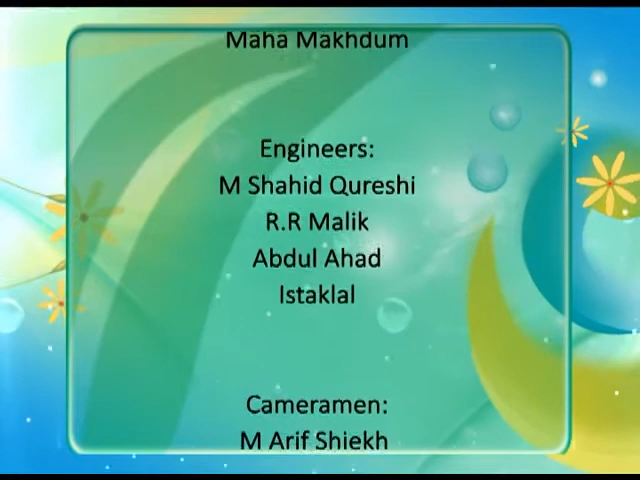 Maha Makhdum
Engineers:
M Shahid Qureshi
R.R Malik
Abdul Ahad
Istaklal
Cameramen:
M Arif Shiekh